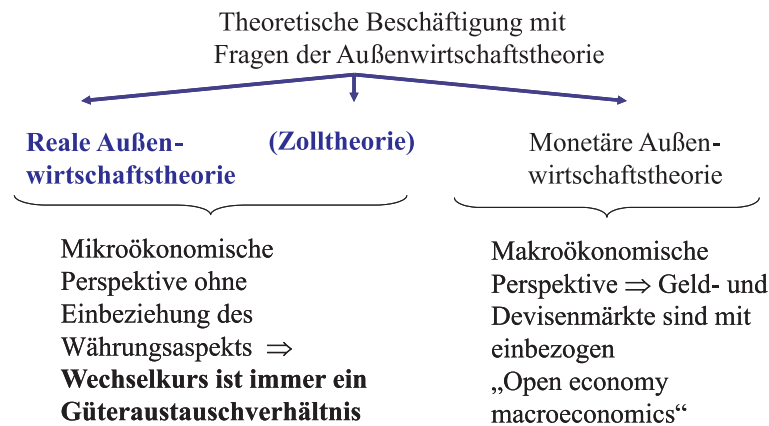 Theoretische Beschäftigung mit
Fragen der Außenwirtschaftstheorie
Reale Außen-
wirtschaftstheorie
(Zolltheorie)
Monetäre Außen-
wirtschaftstheorie
Mikroökonomische
Perspektive ohne
Einbeziehung des
Währungsaspekts ⇒
Wechselkurs ist immer ein
Güteraustauschverhältnis
Makroökonomische
Perspektive ⇒ Geld- und
Devisenmärkte sind mit
einbezogen
„Open economy
macroeconomics“